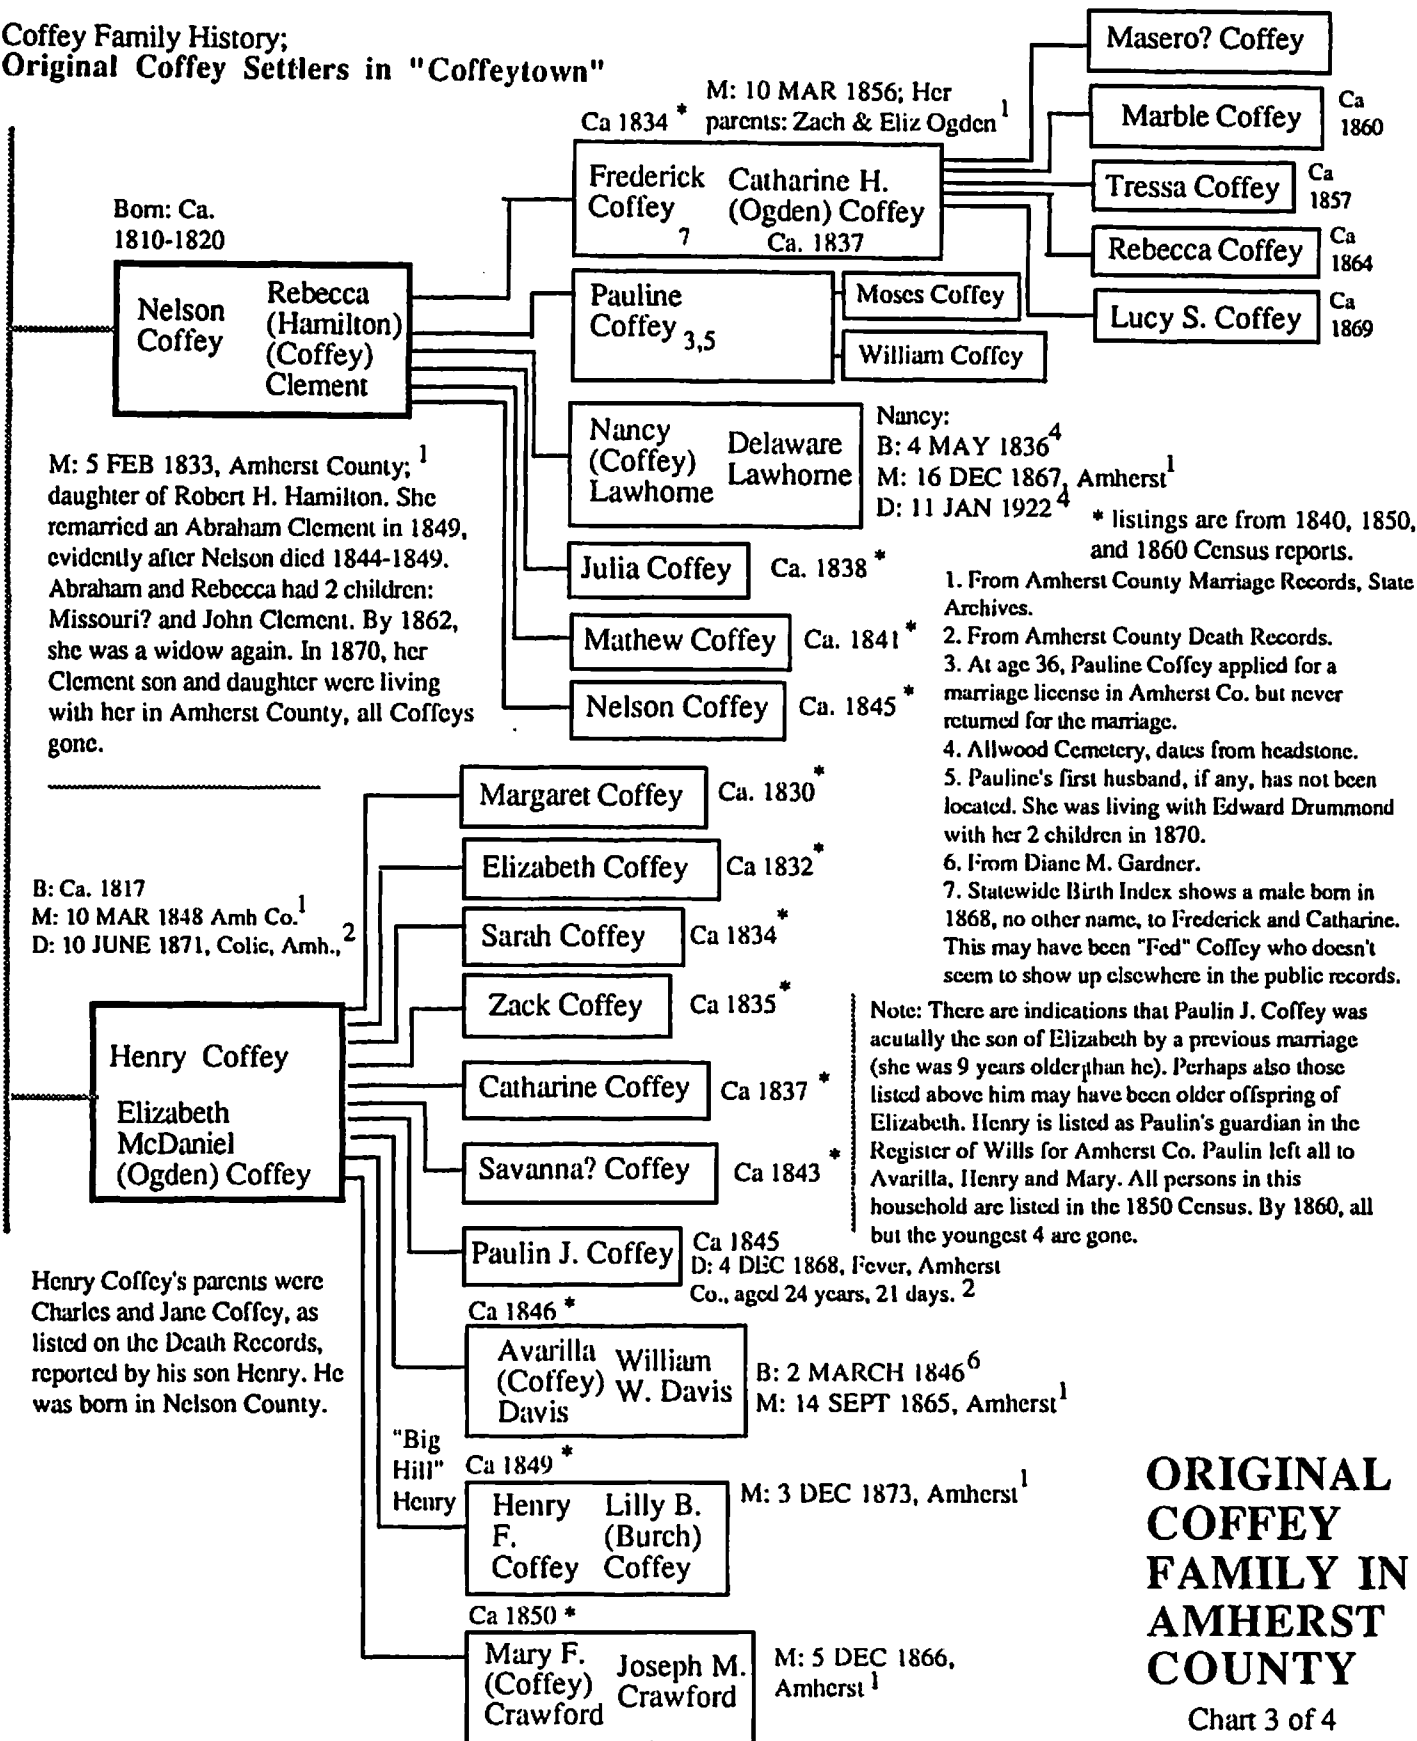 Coffey Family History;
Original Coffey Settlers in "Coffeytown"
Born: Ca.
1810-1820
Nelson
Coffey
Rebecca
(Hamilton)
(Coffey)
Clement
M: 5 FEB 1833, Amherst County; 1
daughter of Robert H. Hamilton. She
remarried an Abraham Clement in 1849,
evidently after Nelson died 1844-1849.
Abraham and Rebecca had 2 children:
Missouri? and John Clement. By 1862,
she was a widow again. In 1870, her
Clement son and daughter were living
with her in Amherst County, all Coffeys
gone.
Ca 1834 *
M: 10 MAR 1856; Her
parents: Zach & Eliz Ogden 1
Frederick
Coffey
7
Catharine H.
(Ogden) Coffey
Ca. 1837
Masero? Coffey
Marble Coffey
Ca
1860
Tressa Coffey
Ca
1857
Rebecca Coffey
Ca
1864
Lucy S. Coffey
Ca
1869
Pauline
Coffey 3,5
Moses Coffey
William Coffey
Nancy
(Coffey)
Lawhorne
Delaware
Lawhorne
Nancy:
B: 4 MAY 1836 4
M: 16 DEC 1867, Amherst 1
D: 11 JAN 1922 4
Julia Coffey
Ca. 1838 *
Mathew Coffey
Ca. 1841 *
Nelson Coffey
Ca. 1845 *
* listings are from 1840, 1850,
and 1860 Census reports.
1. From Amherst County Marriage Records, State
Archives.
2. From Amherst County Death Records.
3. At age 36, Pauline Coffey applied for a
marriage license in Amherst Co. but never
returned for the marriage.
4. Allwood Cemetery, dates from headstone.
5. Pauline's first husband, if any, has not been
located. She was living with Edward Drummond
with her 2 children in 1870.
6. From Diane M. Gardner.
7. Statewide Birth Index shows a male born in
1868, no other name, to Frederick and Catharine.
This may have been "Fed" Coffey who doesn't
seem to show up elsewhere in the public records.
B: Ca. 1817
M: 10 MAR 1848 Amh Co. 1
D: 10 JUNE 1871, Colic, Amh., 2
Henry Coffey
Elizabeth
McDaniel
(Ogden) Coffey
Henry Coffey's parents were
Charles and Jane Coffey, as
listed on the Death Records,
reported by his son Henry. He
was born in Nelson County.
Margaret Coffey
Ca. 1830 *
Elizabeth Coffey
Ca 1832 *
Sarah Coffey
Ca 1834 *
Zack Coffey
Ca 1835 *
Catharine Coffey
Ca 1837 *
Savanna? Coffey
Ca 1843 *
Paulin J. Coffey
Ca 1845
D: 4 DEC 1868, Fever, Amherst
Co., aged 24 years, 21 days. 2
Note: There are indications that Paulin J. Coffey was
acutally the son of Elizabeth by a previous marriage
(she was 9 years older than he). Perhaps also those
listed above him may have been older offspring of
Elizabeth. Henry is listed as Paulin's guardian in the
Register of Wills for Amherst Co. Paulin left all to
Avarilla, Henry and Mary. All persons in this
household are listed in the 1850 Census. By 1860, all
but the youngest 4 are gone.
Ca 1846 *
Avarilla
(Coffey)
Davis
William
W. Davis
B: 2 MARCH 1846 6
M: 14 SEPT 1865, Amherst 1
"Big
Hill"
Henry
Ca 1849 *
Henry
F.
Coffey
Lilly B.
(Burch)
Coffey
M: 3 DEC 1873, Amherst 1
Ca 1850 *
Mary F.
(Coffey)
Crawford
Joseph M.
Crawford
M: 5 DEC 1866,
Amherst 1
ORIGINAL
COFFEY
FAMILY IN
AMHERST
COUNTY
Chart 3 of 4